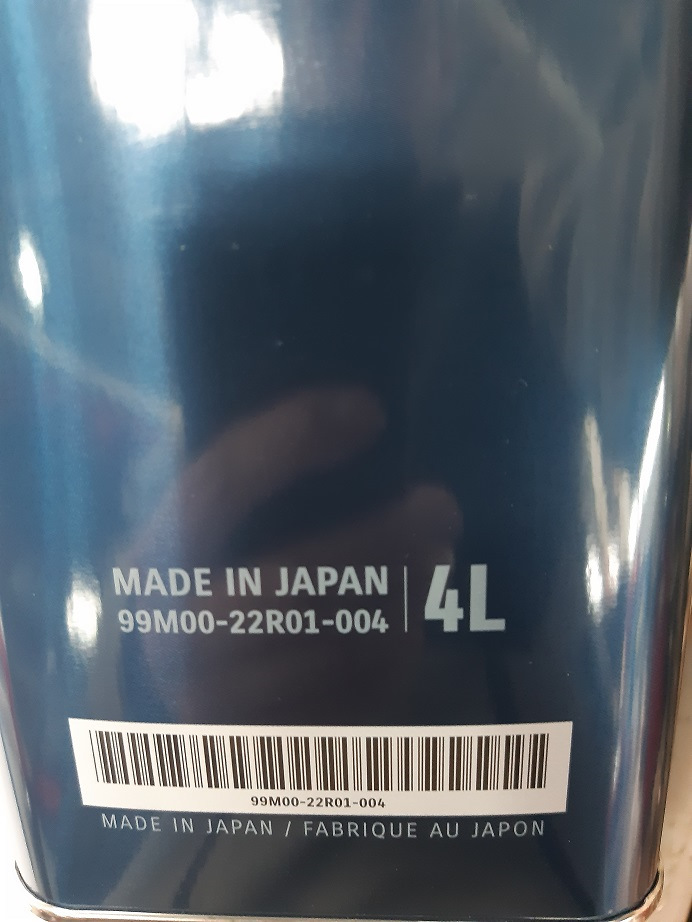 MADE IN JAPAN
99M00-22R01-004
4L
99M00-22R01-004
MADE IN JAPAN / FABRIQUE AU JAPON